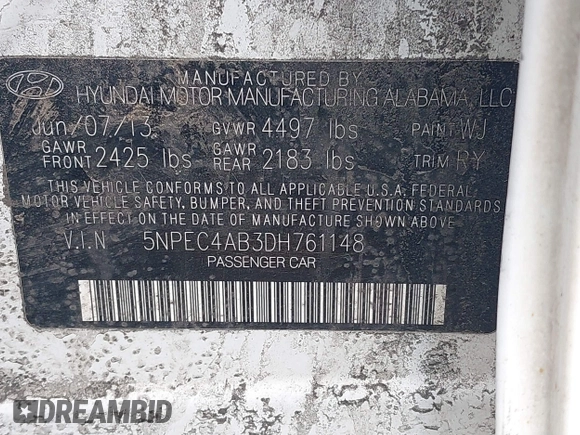 MANUFACTURED BY
HYUNDAI MOTOR MANUFACTURING ALABAMA, LLC
Jun/07/13 GVWR 4497 lbs PAINT WJ
GAWR FRONT 2425 lbs GAWR REAR 2183 lbs TRIM RY
THIS VEHICLE CONFORMS TO ALL APPLICABLE U.S.A. FEDERAL
MOTOR VEHICLE SAFETY, BUMPER, AND THEFT PREVENTION
STANDARDS IN EFFECT ON THE DATE OF MANUFACTURE SHOWN ABOVE
V.I.N 5NPEC4AB3DH761148
PASSENGER CAR
DREAMBID